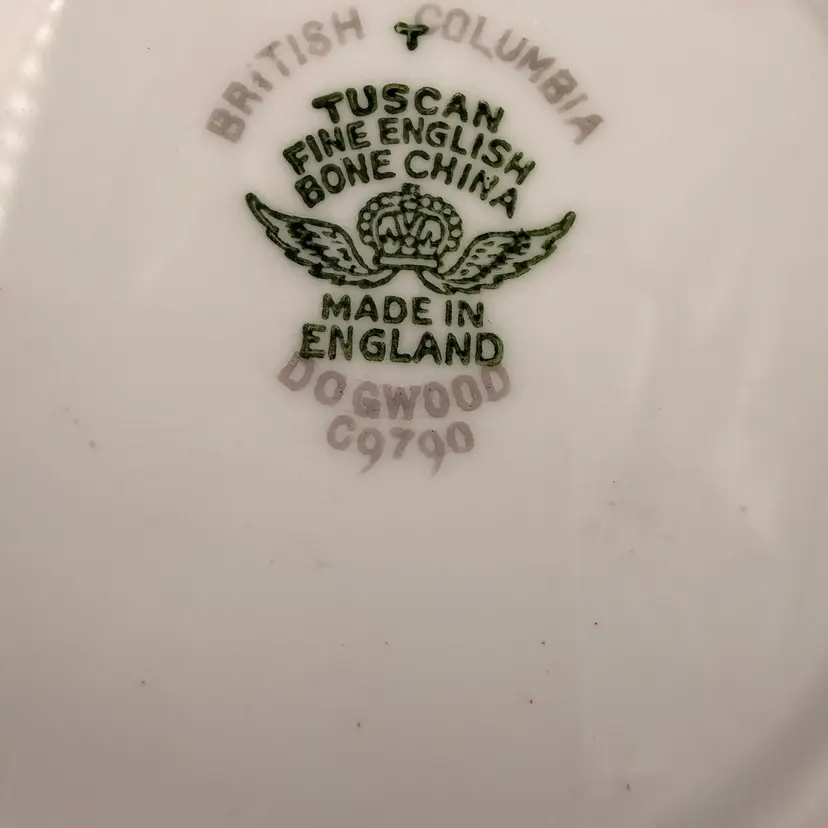 BRITISH COLUMBIA
T
TUSCAN
FINE ENGLISH
BONE CHINA
MADE IN
ENGLAND
DOGWOOD
C9790